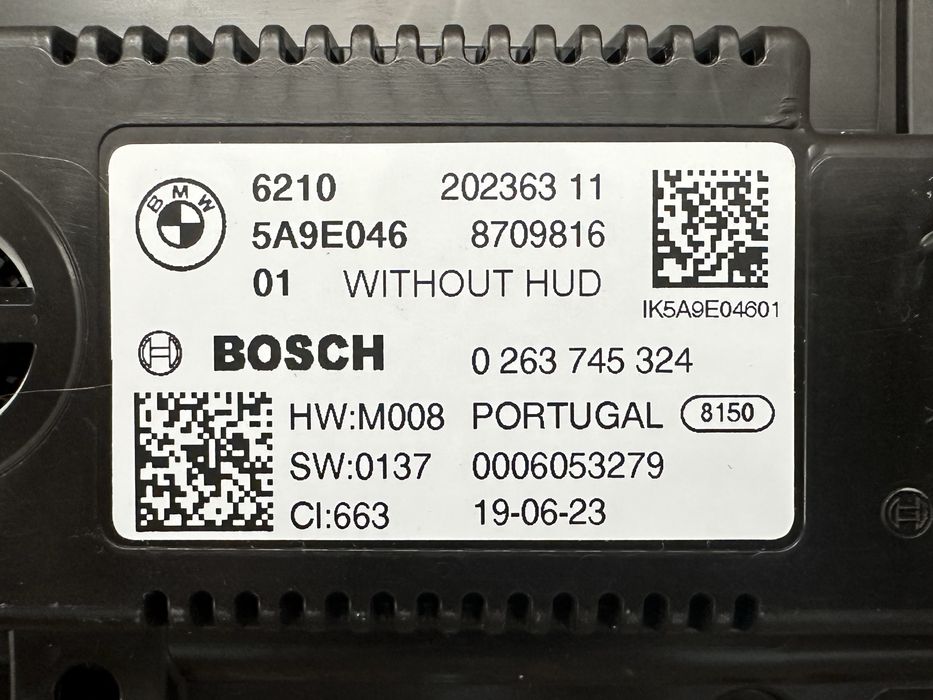 BMW
6210 202363 11
5A9E046 8709816
01 WITHOUT HUD
IK5A9E04601
BOSCH 0 263 745 324
HW:M008 PORTUGAL 8150
SW:0137 0006053279
CI:663 19-06-23